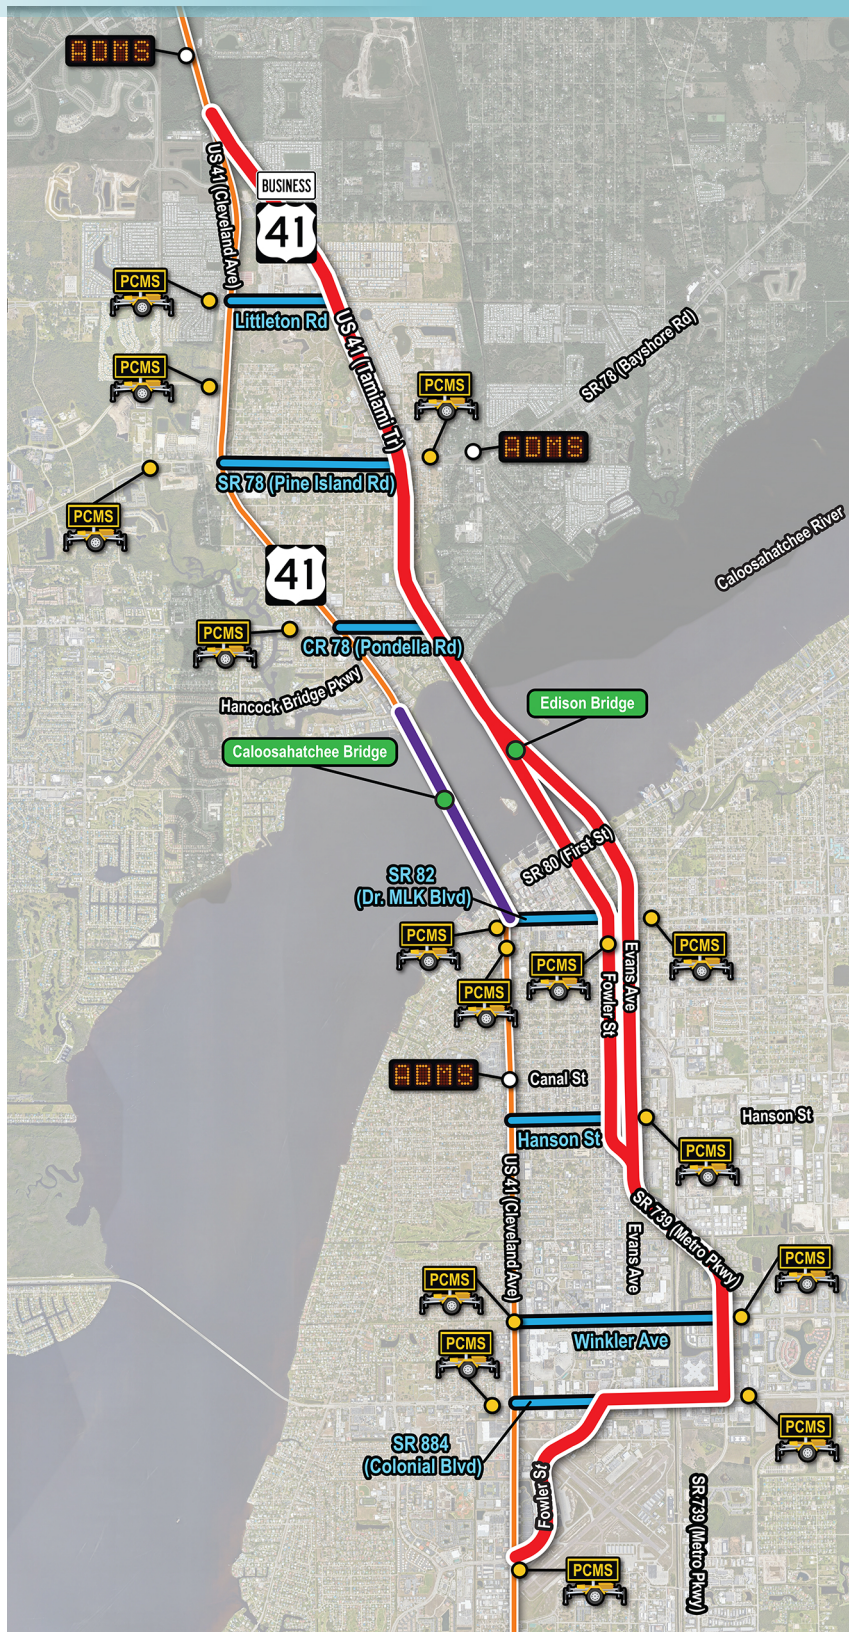 ADMS
US 41 (Cleveland Ave)
BUSINESS
41
PCMS
Littleton Rd
US 41 (Tamiami Tr)
SR 78 (Bayshore Rd)
PCMS
PCMS
ADMS
SR 78 (Pine Island Rd)
PCMS
Caloosahatchee River
41
PCMS
CR 78 (Pondella Rd)
Hancock Bridge Pkwy
Edison Bridge
Caloosahatchee Bridge
SR 80 (First St)
SR 82
(Dr. MLK Blvd)
PCMS
PCMS
PCMS
PCMS
Evans Ave
Fowler St
ADMS
Canal St
Hanson St
Hanson St
PCMS
US 41 (Cleveland Ave)
SR 739 (Metro Pkwy)
Evans Ave
PCMS
PCMS
Winkler Ave
PCMS
SR 884
(Colonial Blvd)
PCMS
Fowler St
SR 739 (Metro Pkwy)
PCMS